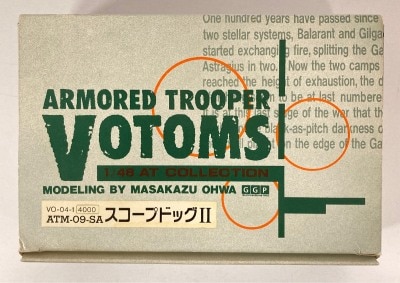 One hundred years have passed since
two stellar systems, Balarant and Gilga
started exchanging fire, splitting the Ga
Astragius in two. Now the two camps
reached the height of exhaustion, the d
to be at last numbere
It is at this last stage of the war that th
black-as-pitch darkness o
on the edge of the Ga
ARMORED TROOPER
VOTOMS
1/48 AT COLLECTION
MODELING BY MASAKAZU OHWA GGP
VO-04-1 4000
ATM-09-SA スコープドッグII